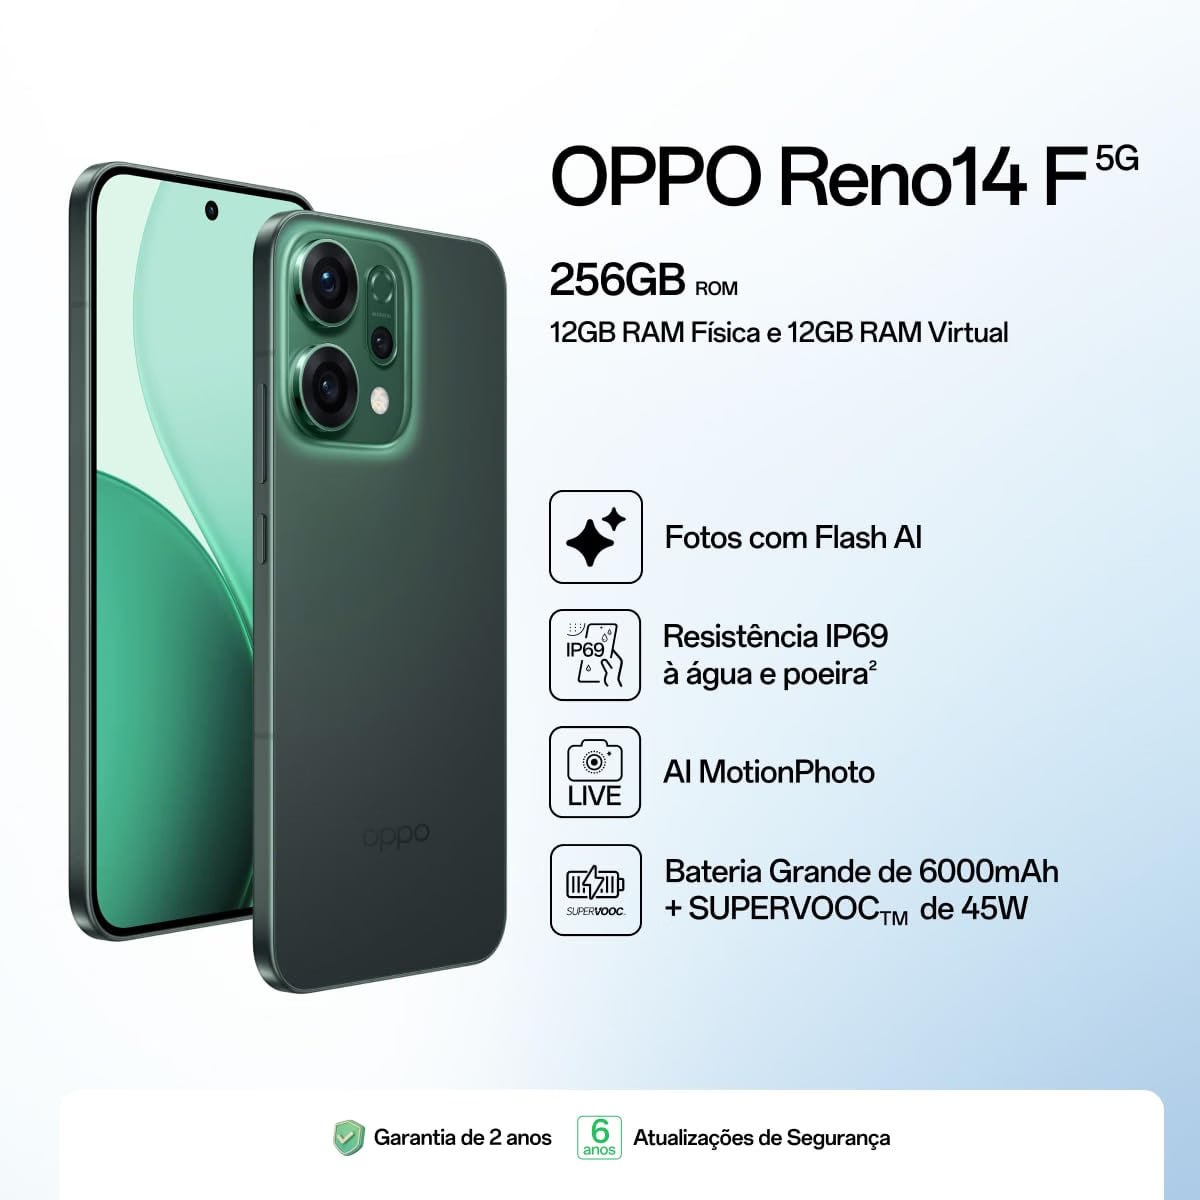 OPPO Reno14 F 5G
256GB ROM
12GB RAM Física e 12GB RAM Virtual
Fotos com Flash AI
IP69
Resistência IP69
à água e poeira²
LIVE
AI MotionPhoto
SUPERVOOC™
Bateria Grande de 6000mAh
+ SUPERVOOC™ de 45W
oppo
Garantia de 2 anos
6
anos
Atualizações de Segurança